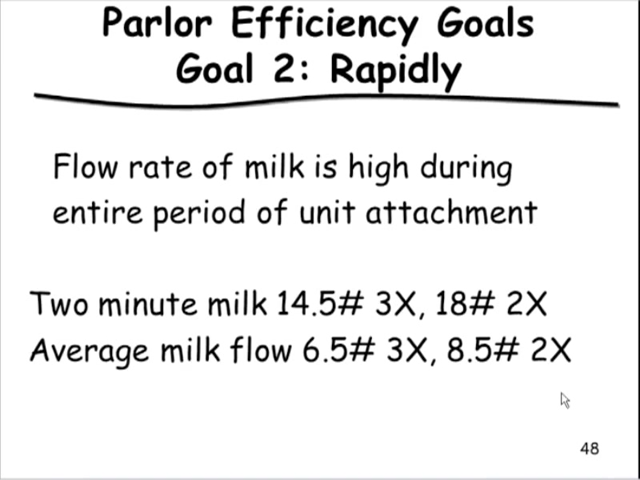 Parlor Efficiency Goals
Goal 2: Rapidly
Flow rate of milk is high during
entire period of unit attachment
Two minute milk 14.5# 3X, 18# 2X
Average milk flow 6.5# 3X, 8.5# 2X
48